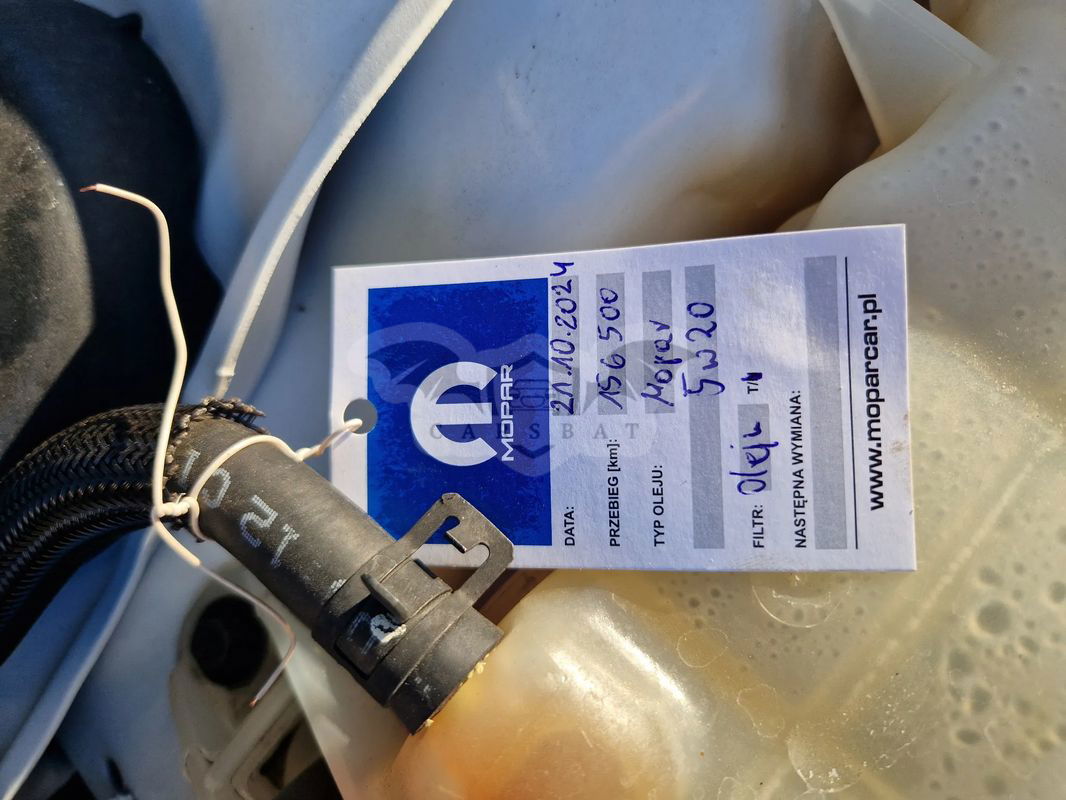 MOPAR
DATA: 21.10.2024
PRZEBIEG [km]: 156 500
TYP OLEJU: Mopar
5w20
FILTR: oleju T/N
NASTĘPNA WYMIANA:
www.moparcar.pl
CARSBAT